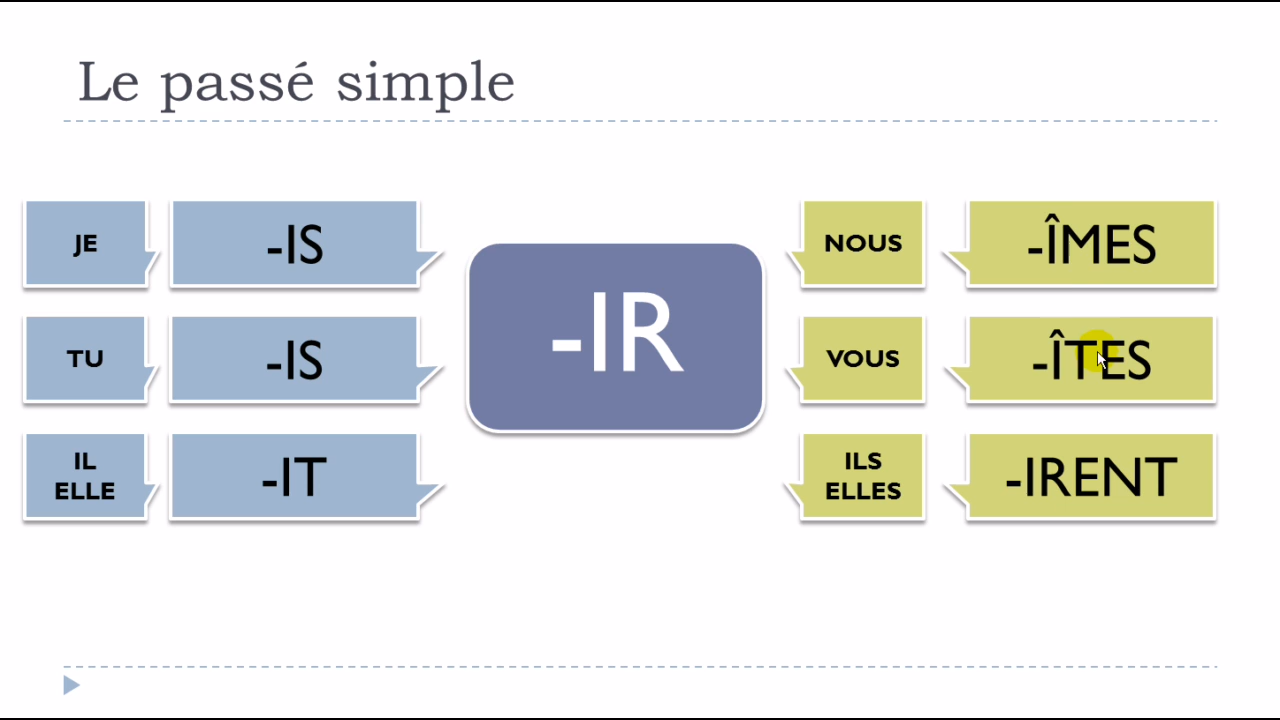 Le passé simple
JE
-IS
TU
-IS
IL
ELLE
-IT
-IR
NOUS
-ÎMES
VOUS
-ÎTES
ILS
ELLES
-IRENT